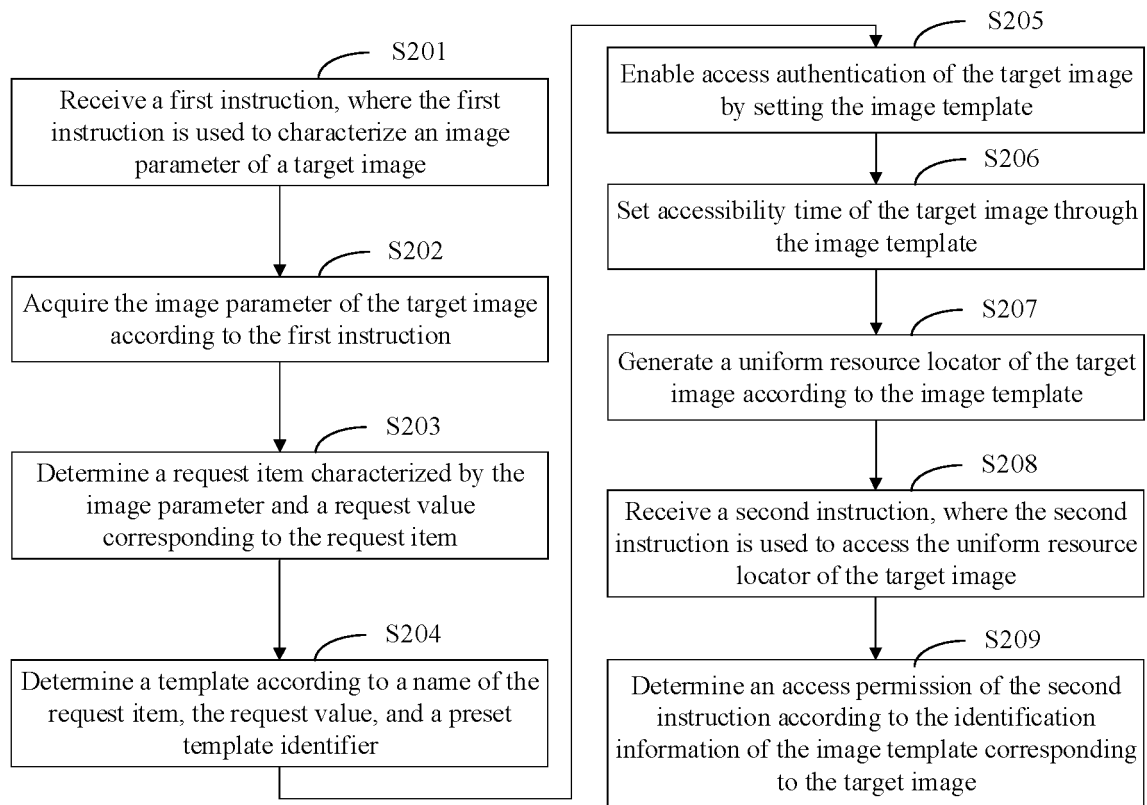 S201
Receive a first instruction, where the first
instruction is used to characterize an image
parameter of a target image
S202
Acquire the image parameter of the target image
according to the first instruction
S203
Determine a request item characterized by the
image parameter and a request value
corresponding to the request item
S204
Determine a template according to a name of the
request item, the request value, and a preset
template identifier
S205
Enable access authentication of the target image
by setting the image template
S206
Set accessibility time of the target image through
the image template
S207
Generate a uniform resource locator of the target
image according to the image template
S208
Receive a second instruction, where the second
instruction is used to access the uniform resource
locator of the target image
S209
Determine an access permission of the second
instruction according to the identification
information of the image template corresponding
to the target image